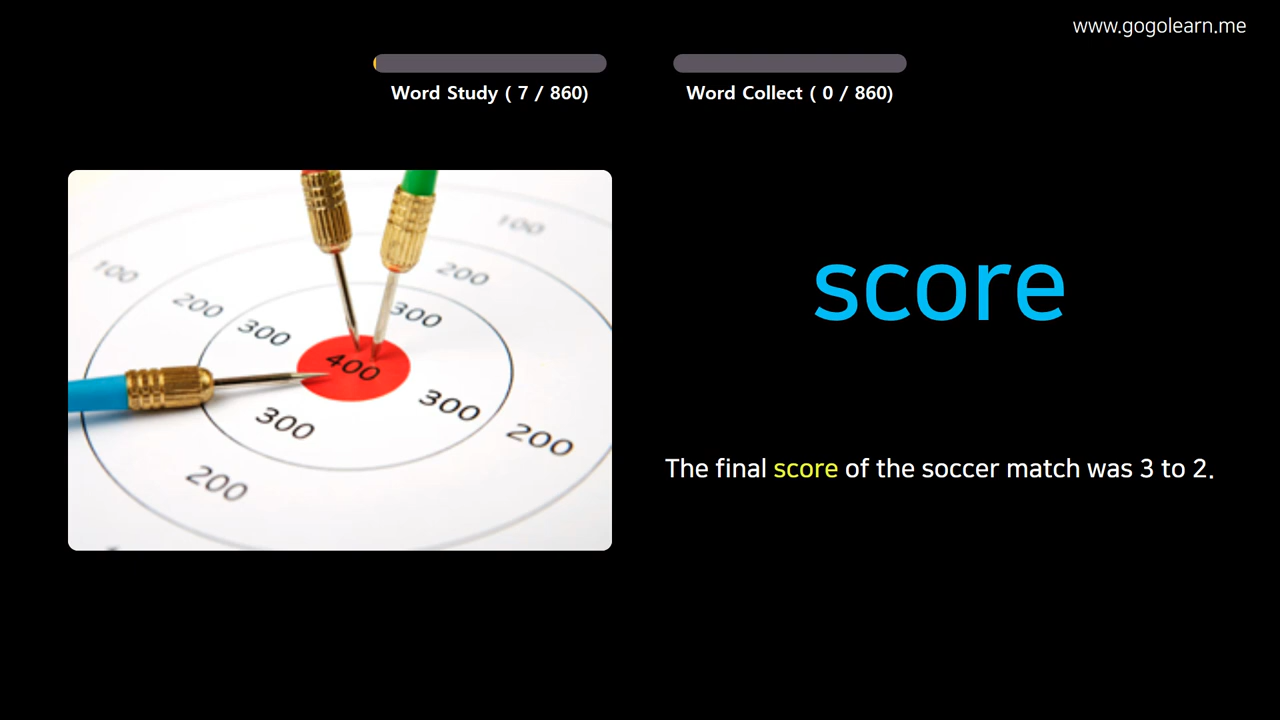 www.gogolearn.me
Word Study ( 7 / 860)
Word Collect ( 0 / 860)
100
100
200
200
300
300
400
300
300
200
200
score
The final score of the soccer match was 3 to 2.